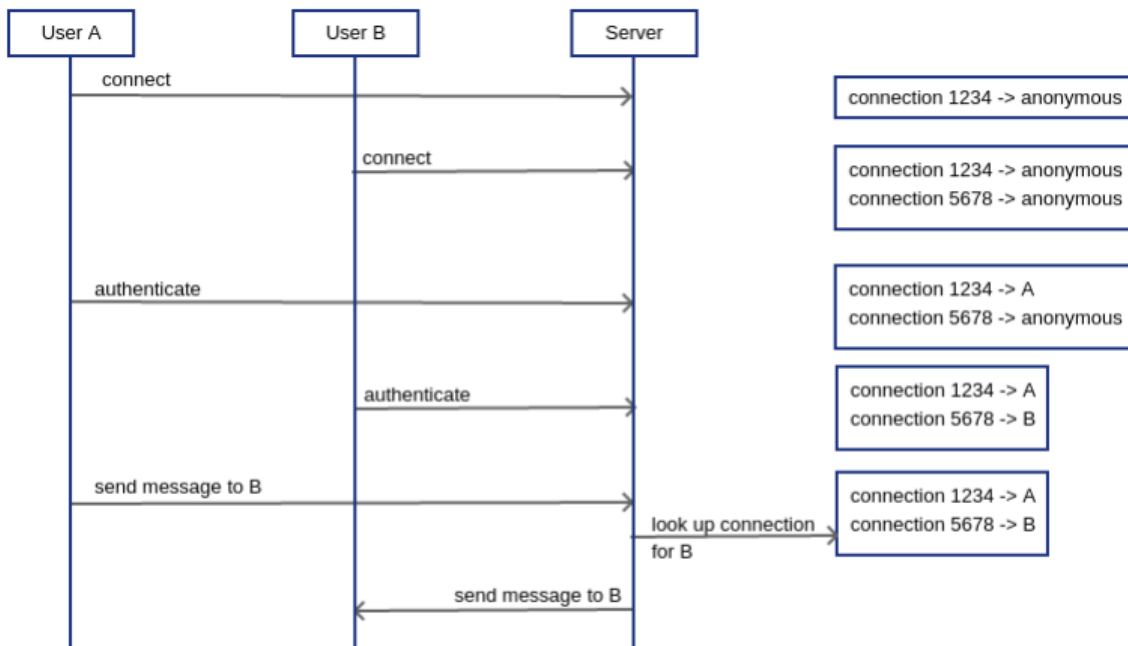 User A
User B
Server
connect
connection 1234 -> anonymous
connect
connection 1234 -> anonymous
connection 5678 -> anonymous
authenticate
connection 1234 -> A
connection 5678 -> anonymous
authenticate
connection 1234 -> A
connection 5678 -> B
send message to B
connection 1234 -> A
connection 5678 -> B
look up connection
for B
send message to B